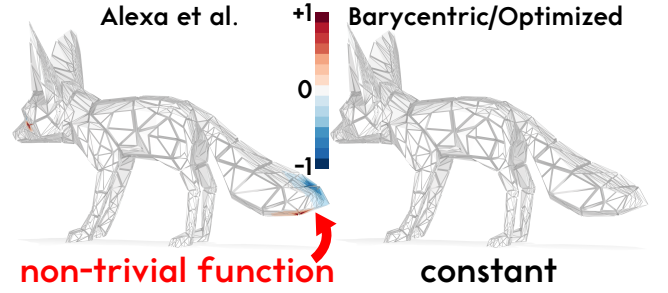 Alexa et al.
+1
0
-1
Barycentric/Optimized
non-trivial function
constant